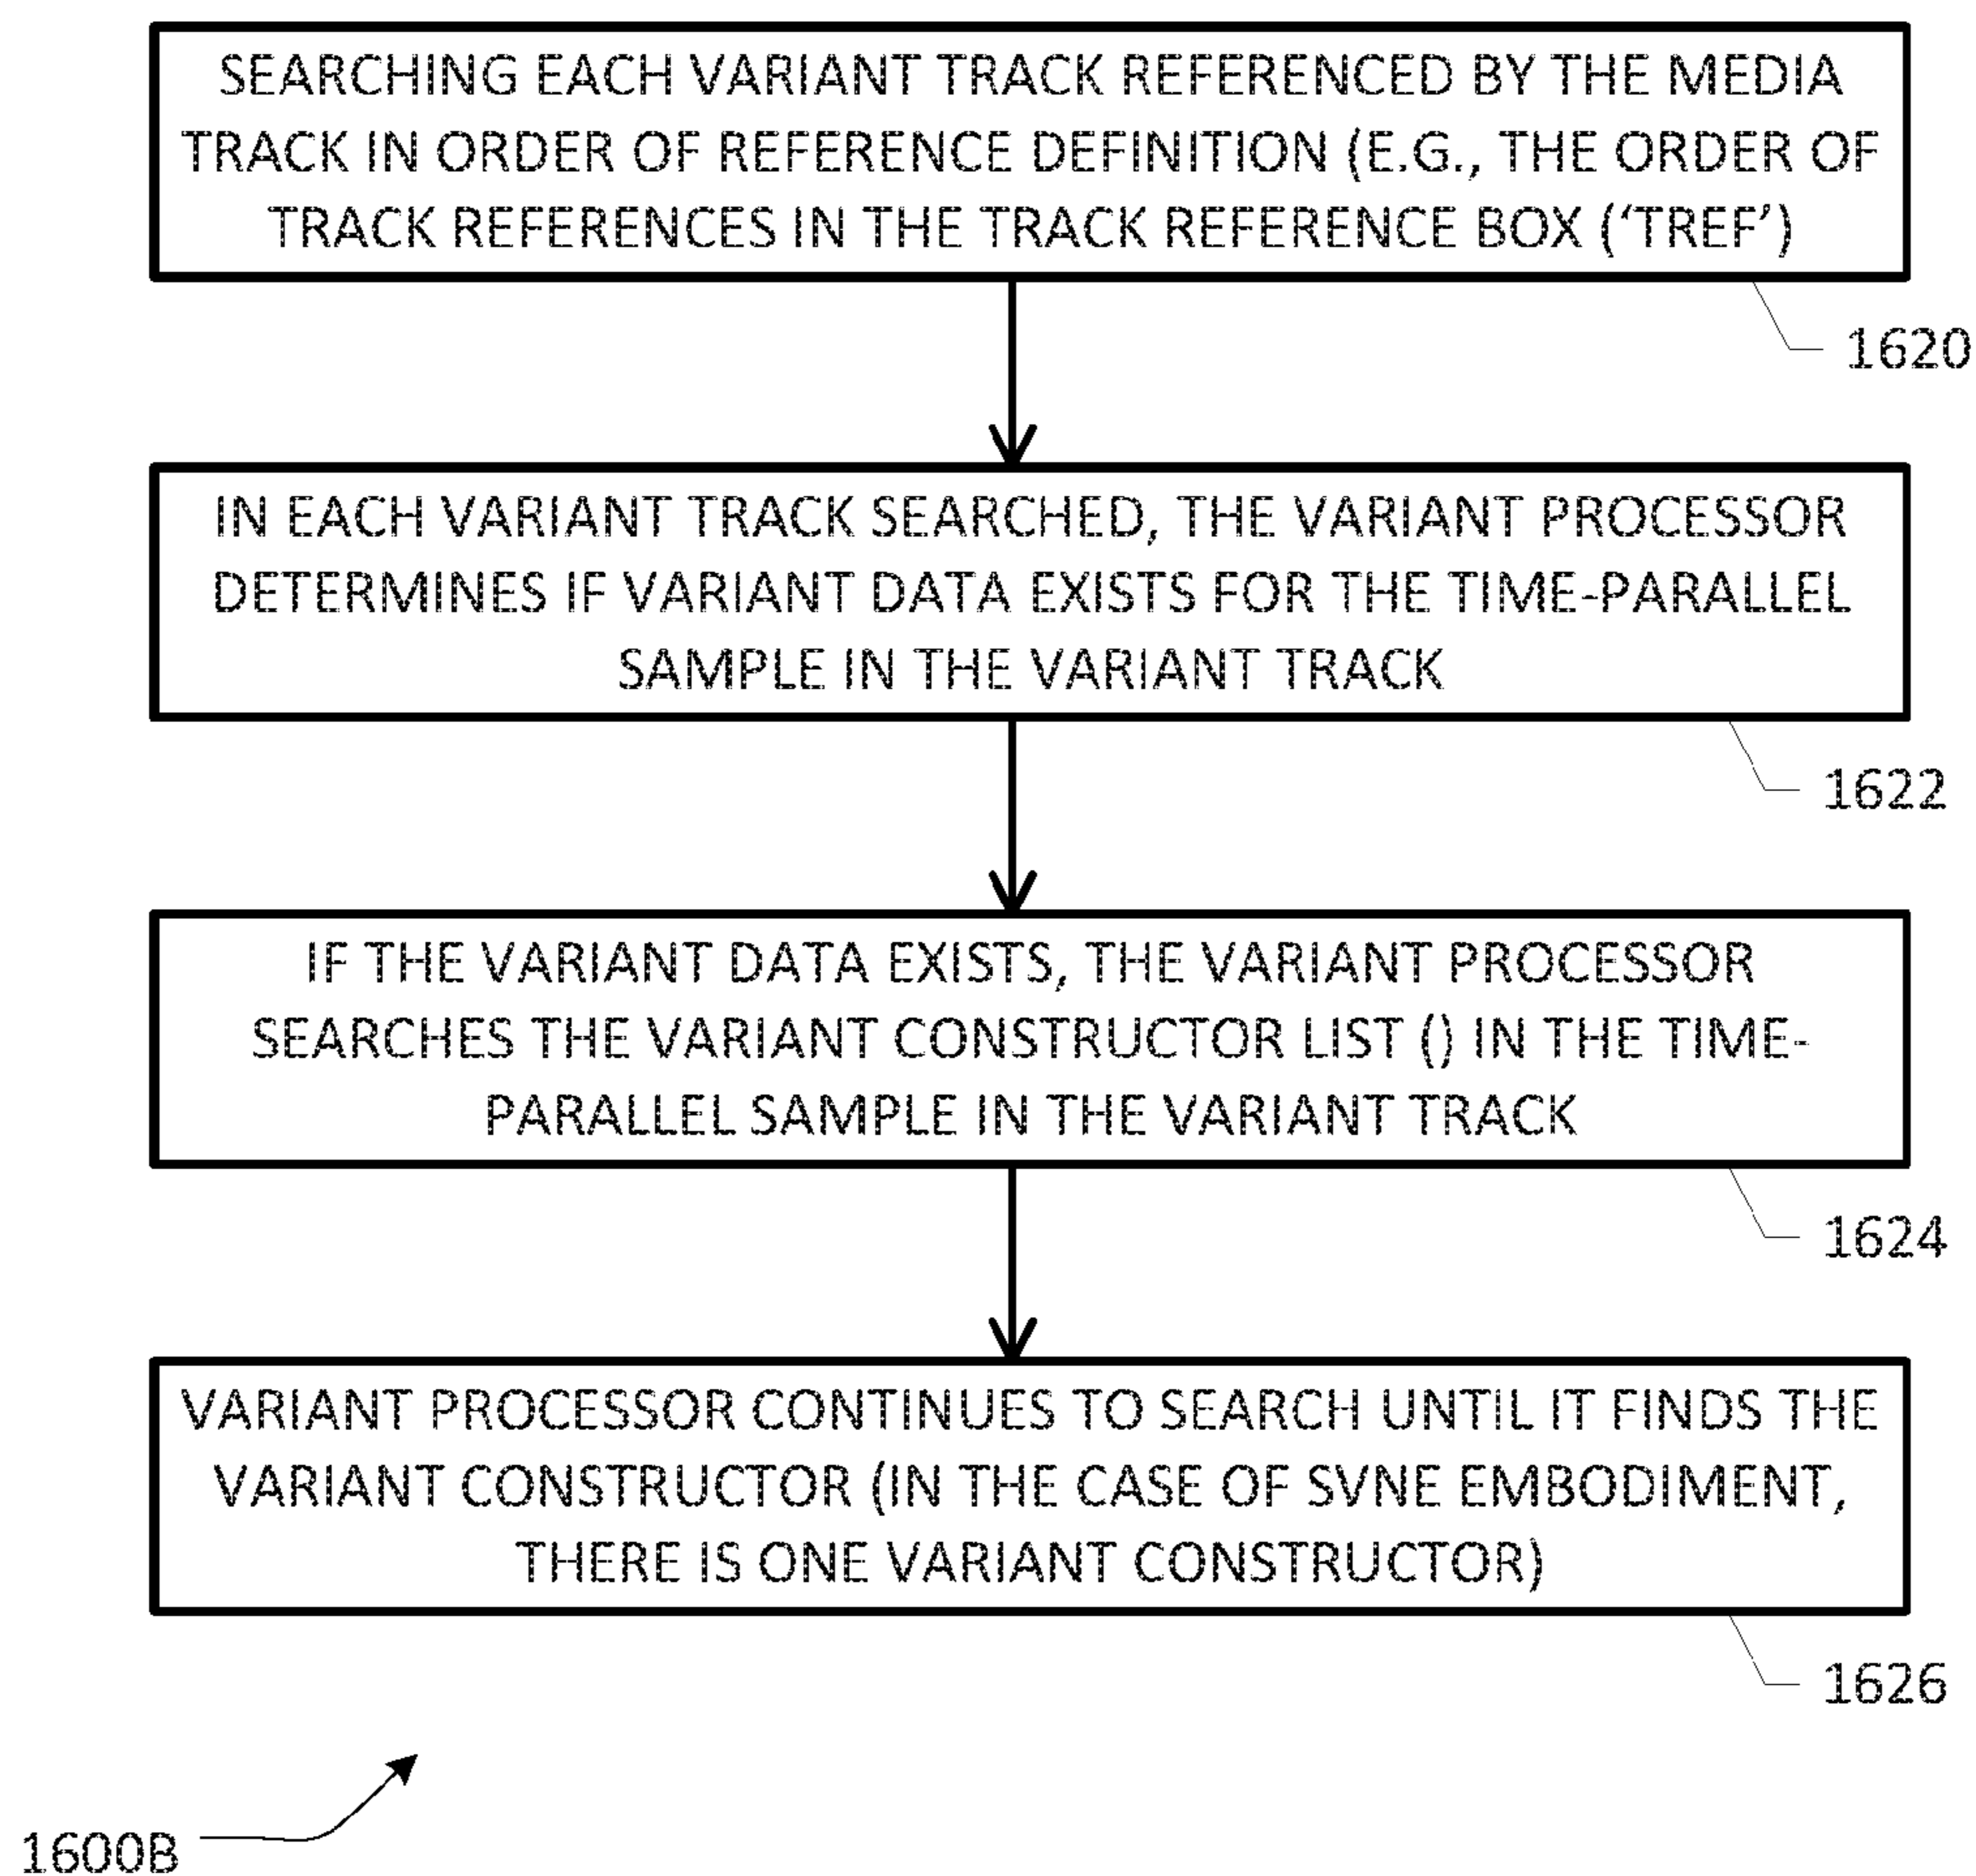 SEARCHING EACH VARIANT TRACK REFERENCED BY THE MEDIA
TRACK IN ORDER OF REFERENCE DEFINITION (E.G., THE ORDER OF
TRACK REFERENCES IN THE TRACK REFERENCE BOX (‘TREF’)
1620
IN EACH VARIANT TRACK SEARCHED, THE VARIANT PROCESSOR
DETERMINES IF VARIANT DATA EXISTS FOR THE TIME-PARALLEL
SAMPLE IN THE VARIANT TRACK
1622
IF THE VARIANT DATA EXISTS, THE VARIANT PROCESSOR
SEARCHES THE VARIANT CONSTRUCTOR LIST () IN THE TIME-
PARALLEL SAMPLE IN THE VARIANT TRACK
1624
VARIANT PROCESSOR CONTINUES TO SEARCH UNTIL IT FINDS THE
VARIANT CONSTRUCTOR (IN THE CASE OF SVNE EMBODIMENT,
THERE IS ONE VARIANT CONSTRUCTOR)
1626
1600B